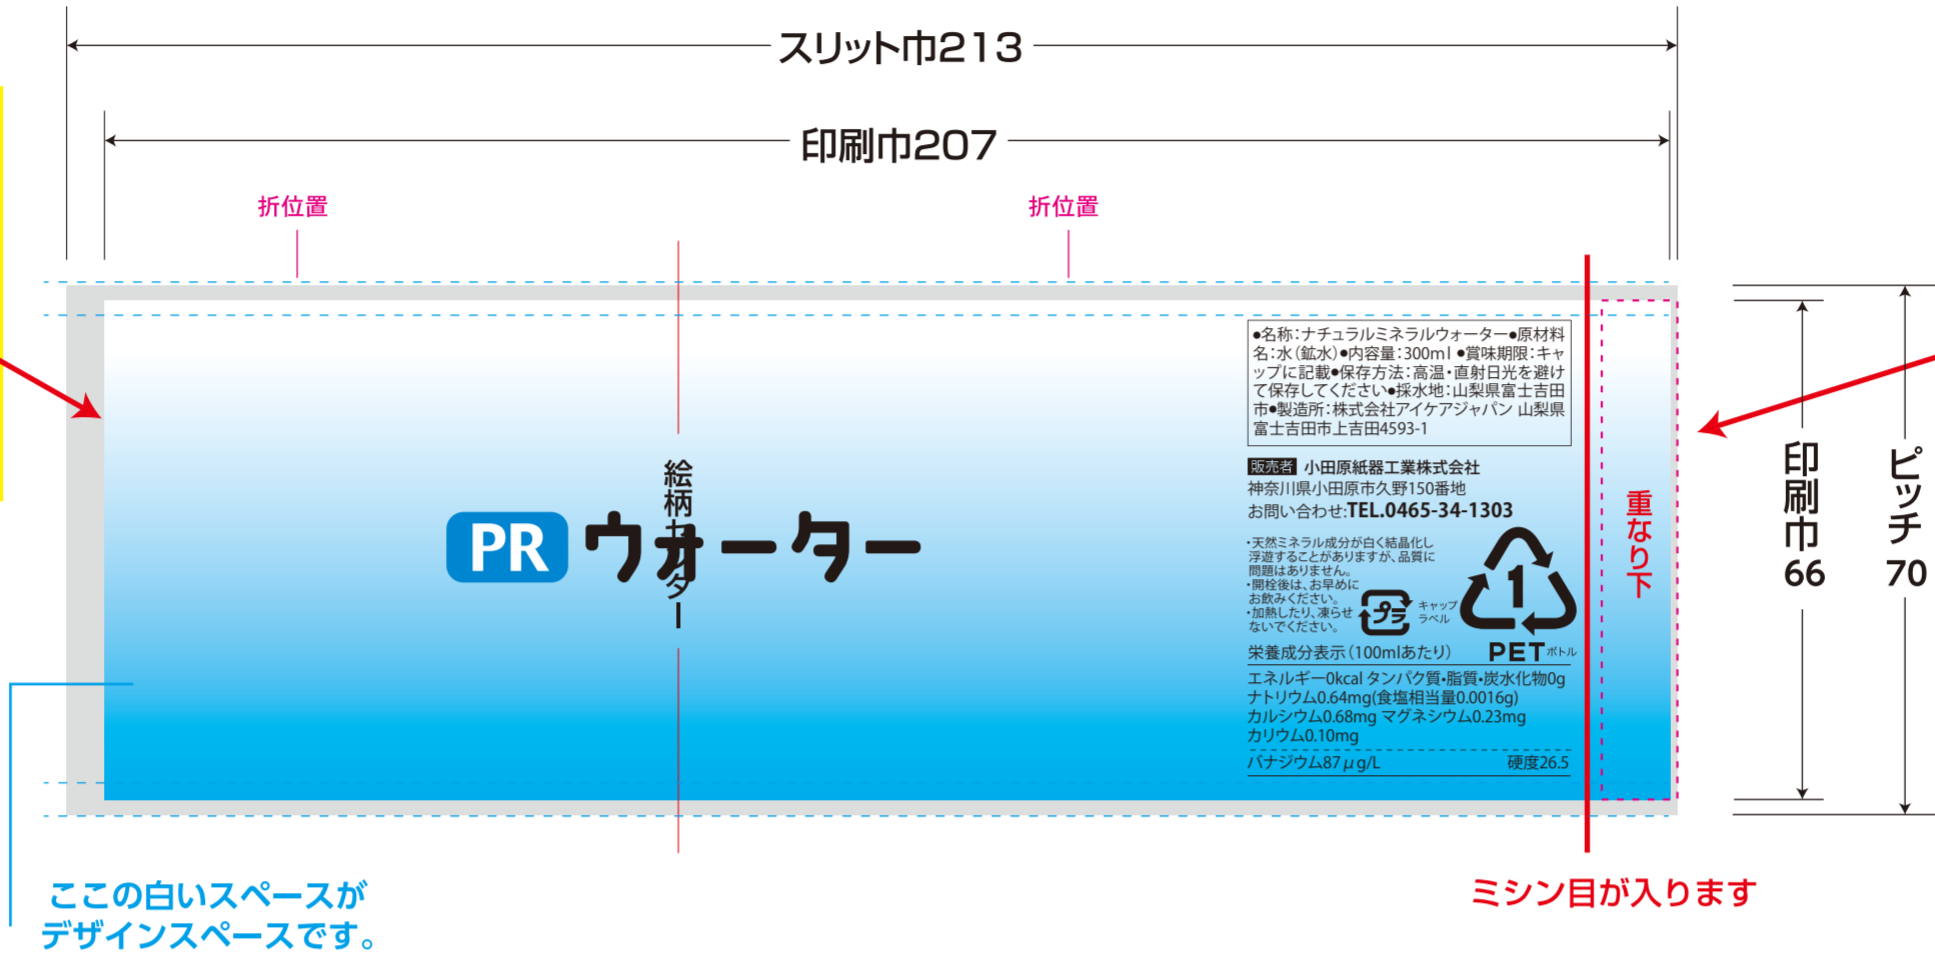 スリット巾213
印刷巾207
折位置
折位置
●名称:ナチュラルミネラルウォーター●原材料
名:水(鉱水)●内容量:300ml ●賞味期限:キャ
ップに記載●保存方法:高温・直射日光を避け
て保存してください●採水地:山梨県富士吉田
市●製造所:株式会社アイケアジャパン 山梨県
富士吉田市上吉田4593-1
販売者 小田原紙器工業株式会社
神奈川県小田原市久野150番地
お問い合わせ:TEL.0465-34-1303
・天然ミネラル成分が白く結晶化し
浮遊することがありますが、品質に
問題はありません。
・開栓後は、お早めに
お飲みください。
・加熱したり、凍らせ
ないでください。
プラ
キャップ
ラベル
1
PETボトル
栄養成分表示(100mlあたり)
エネルギー0kcal タンパク質・脂質・炭水化物0g
ナトリウム0.64mg(食塩相当量0.0016g)
カルシウム0.68mg マグネシウム0.23mg
カリウム0.10mg
バナジウム87μg/L 硬度26.5
絵柄センター
PR ウォーター
重なり下
印刷巾66
ピッチ70
ここの白いスペースが
デザインスペースです。
ミシン目が入ります